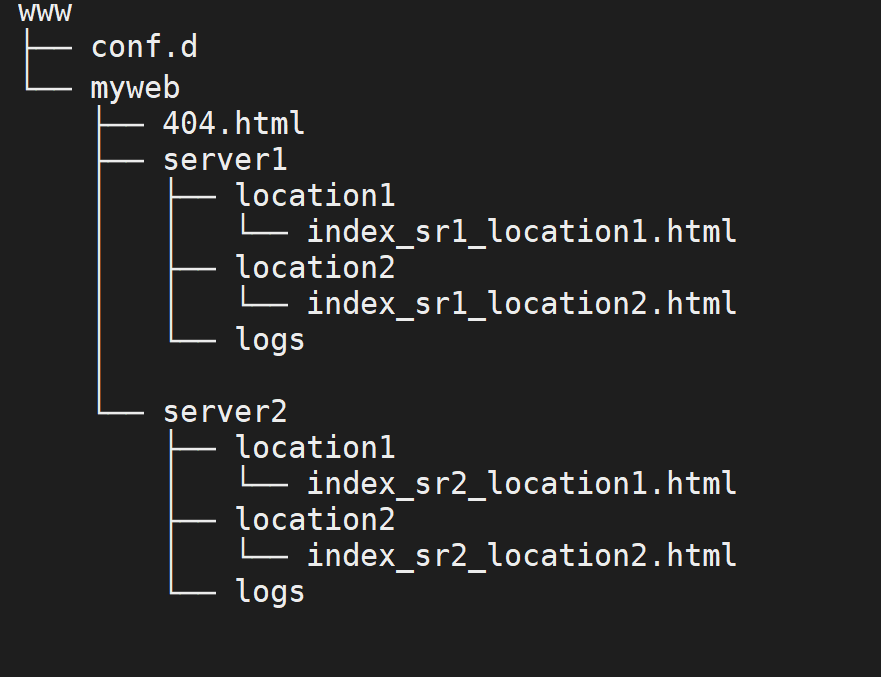 www
├── conf.d
└── myweb
    ├── 404.html
    ├── server1
    │   ├── location1
    │   │   └── index_sr1_location1.html
    │   ├── location2
    │   │   └── index_sr1_location2.html
    │   └── logs
    │
    └── server2
        ├── location1
        │   └── index_sr2_location1.html
        ├── location2
        │   └── index_sr2_location2.html
        └── logs